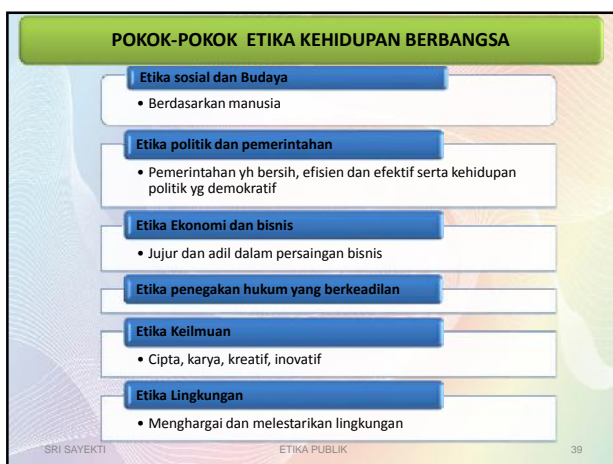 POKOK-POKOK ETIKA KEHIDUPAN BERBANGSA
Etika sosial dan Budaya
• Berdasarkan manusia
Etika politik dan pemerintahan
• Pemerintahan yh bersih, efisien dan efektif serta kehidupan
politik yg demokratif
Etika Ekonomi dan bisnis
• Jujur dan adil dalam persaingan bisnis
Etika penegakan hukum yang berkeadilan
Etika Keilmuan
• Cipta, karya, kreatif, inovatif
Etika Lingkungan
• Menghargai dan melestarikan lingkungan
SRI SAYEKTI ETIKA PUBLIK 39